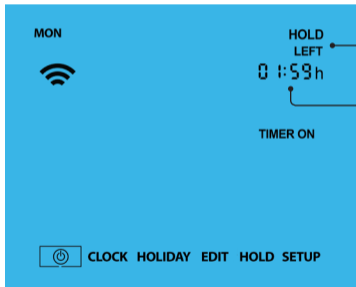 MON
HOLD
LEFT
01:59h
TIMER ON
CLOCK HOLIDAY EDIT HOLD SETUP